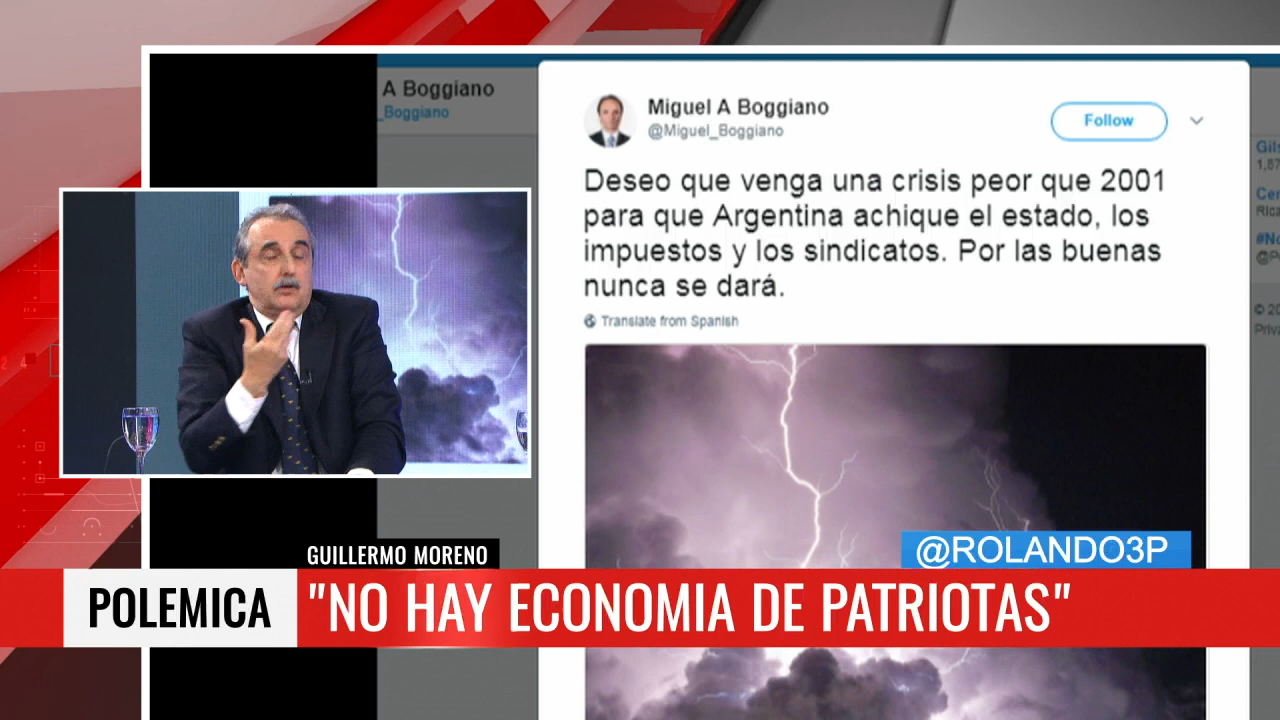 A Boggiano
_Boggiano
Miguel A Boggiano
@Miguel_Boggiano
Follow
Deseo que venga una crisis peor que 2001
para que Argentina achique el estado, los
impuestos y los sindicatos. Por las buenas
nunca se dará.
Translate from Spanish
@ROLANDO3P
GUILLERMO MORENO
POLEMICA
"NO HAY ECONOMIA DE PATRIOTAS"